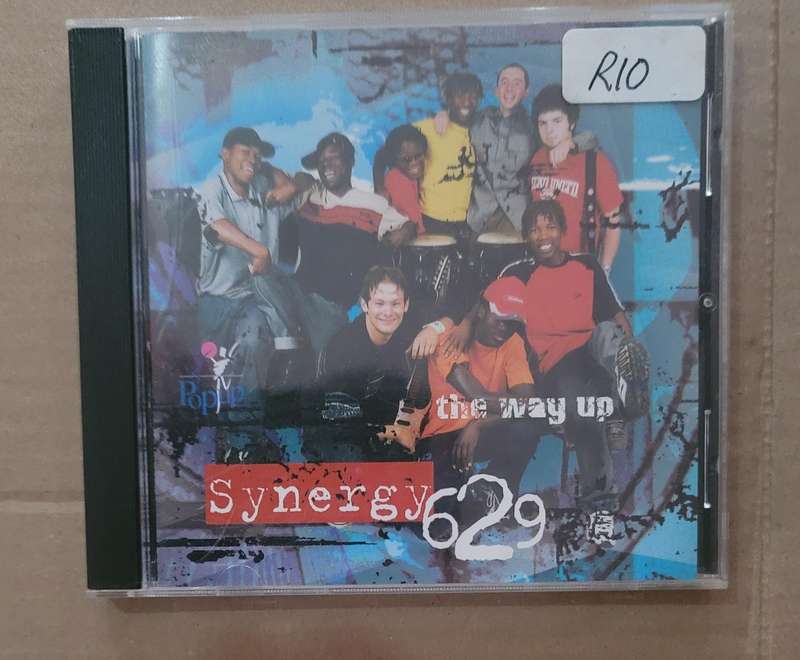 R10
Popup
the way up
Synergy
629